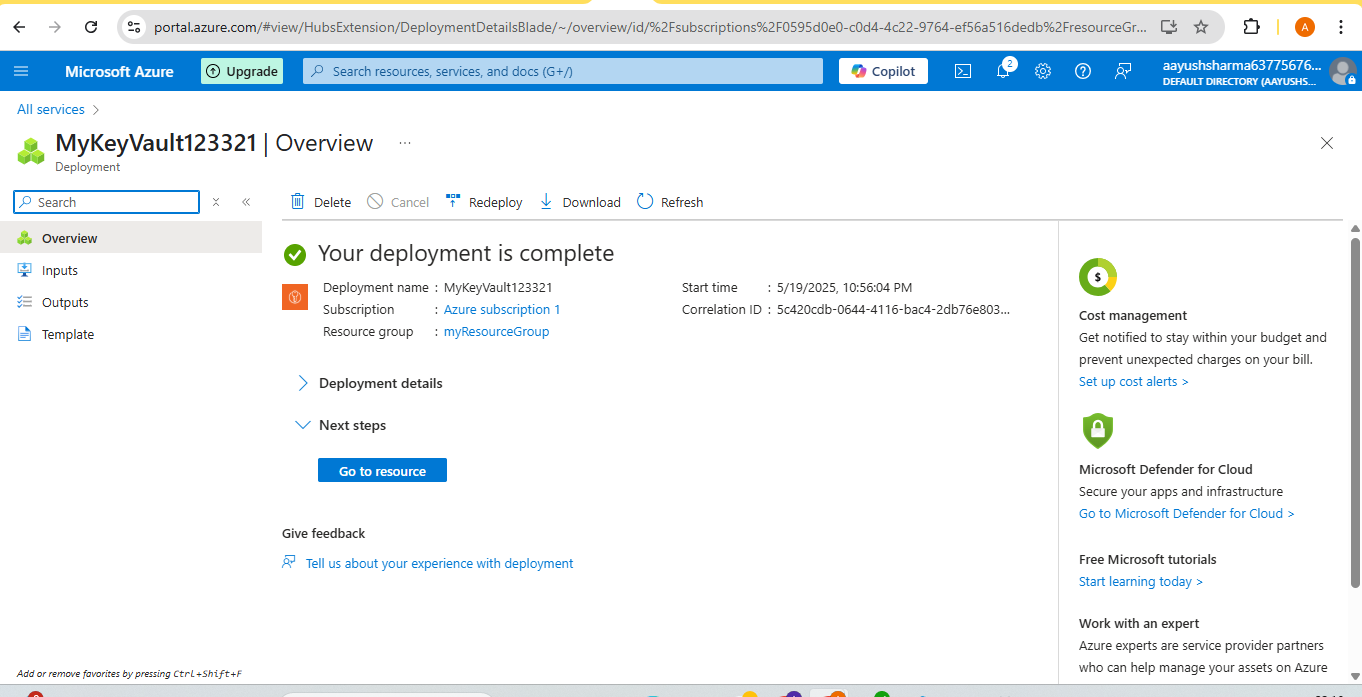 portal.azure.com/#view/HubsExtension/DeploymentDetailsBlade/~/overview/id/%2Fsubscriptions%2F0595d0e0-c0d4-4c22-9764-ef56a516dedb%2FresourceGr...
A
Microsoft Azure
Upgrade
Search resources, services, and docs (G+/)
Copilot
2
aayushsharma63775676...
DEFAULT DIRECTORY (AAYUSHS...
All services >
MyKeyVault123321 | Overview ...
Deployment
Search
Delete
Cancel
Redeploy
Download
Refresh
Overview
Inputs
Outputs
Template
Your deployment is complete
Deployment name : MyKeyVault123321
Subscription : Azure subscription 1
Resource group : myResourceGroup
Start time : 5/19/2025, 10:56:04 PM
Correlation ID : 5c420cdb-0644-4116-bac4-2db76e803...
Deployment details
Next steps
Go to resource
Give feedback
Tell us about your experience with deployment
$
Cost management
Get notified to stay within your budget and
prevent unexpected charges on your bill.
Set up cost alerts >
Microsoft Defender for Cloud
Secure your apps and infrastructure
Go to Microsoft Defender for Cloud >
Free Microsoft tutorials
Start learning today >
Work with an expert
Azure experts are service provider partners
who can help manage your assets on Azure
Add or remove favorites by pressing Ctrl+Shift+F